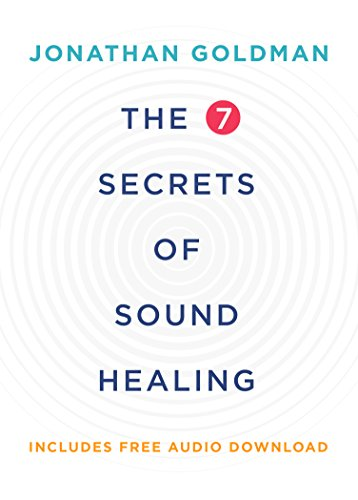 JONATHAN GOLDMAN
THE 7
SECRETS
OF
SOUND
HEALING
INCLUDES FREE AUDIO DOWNLOAD